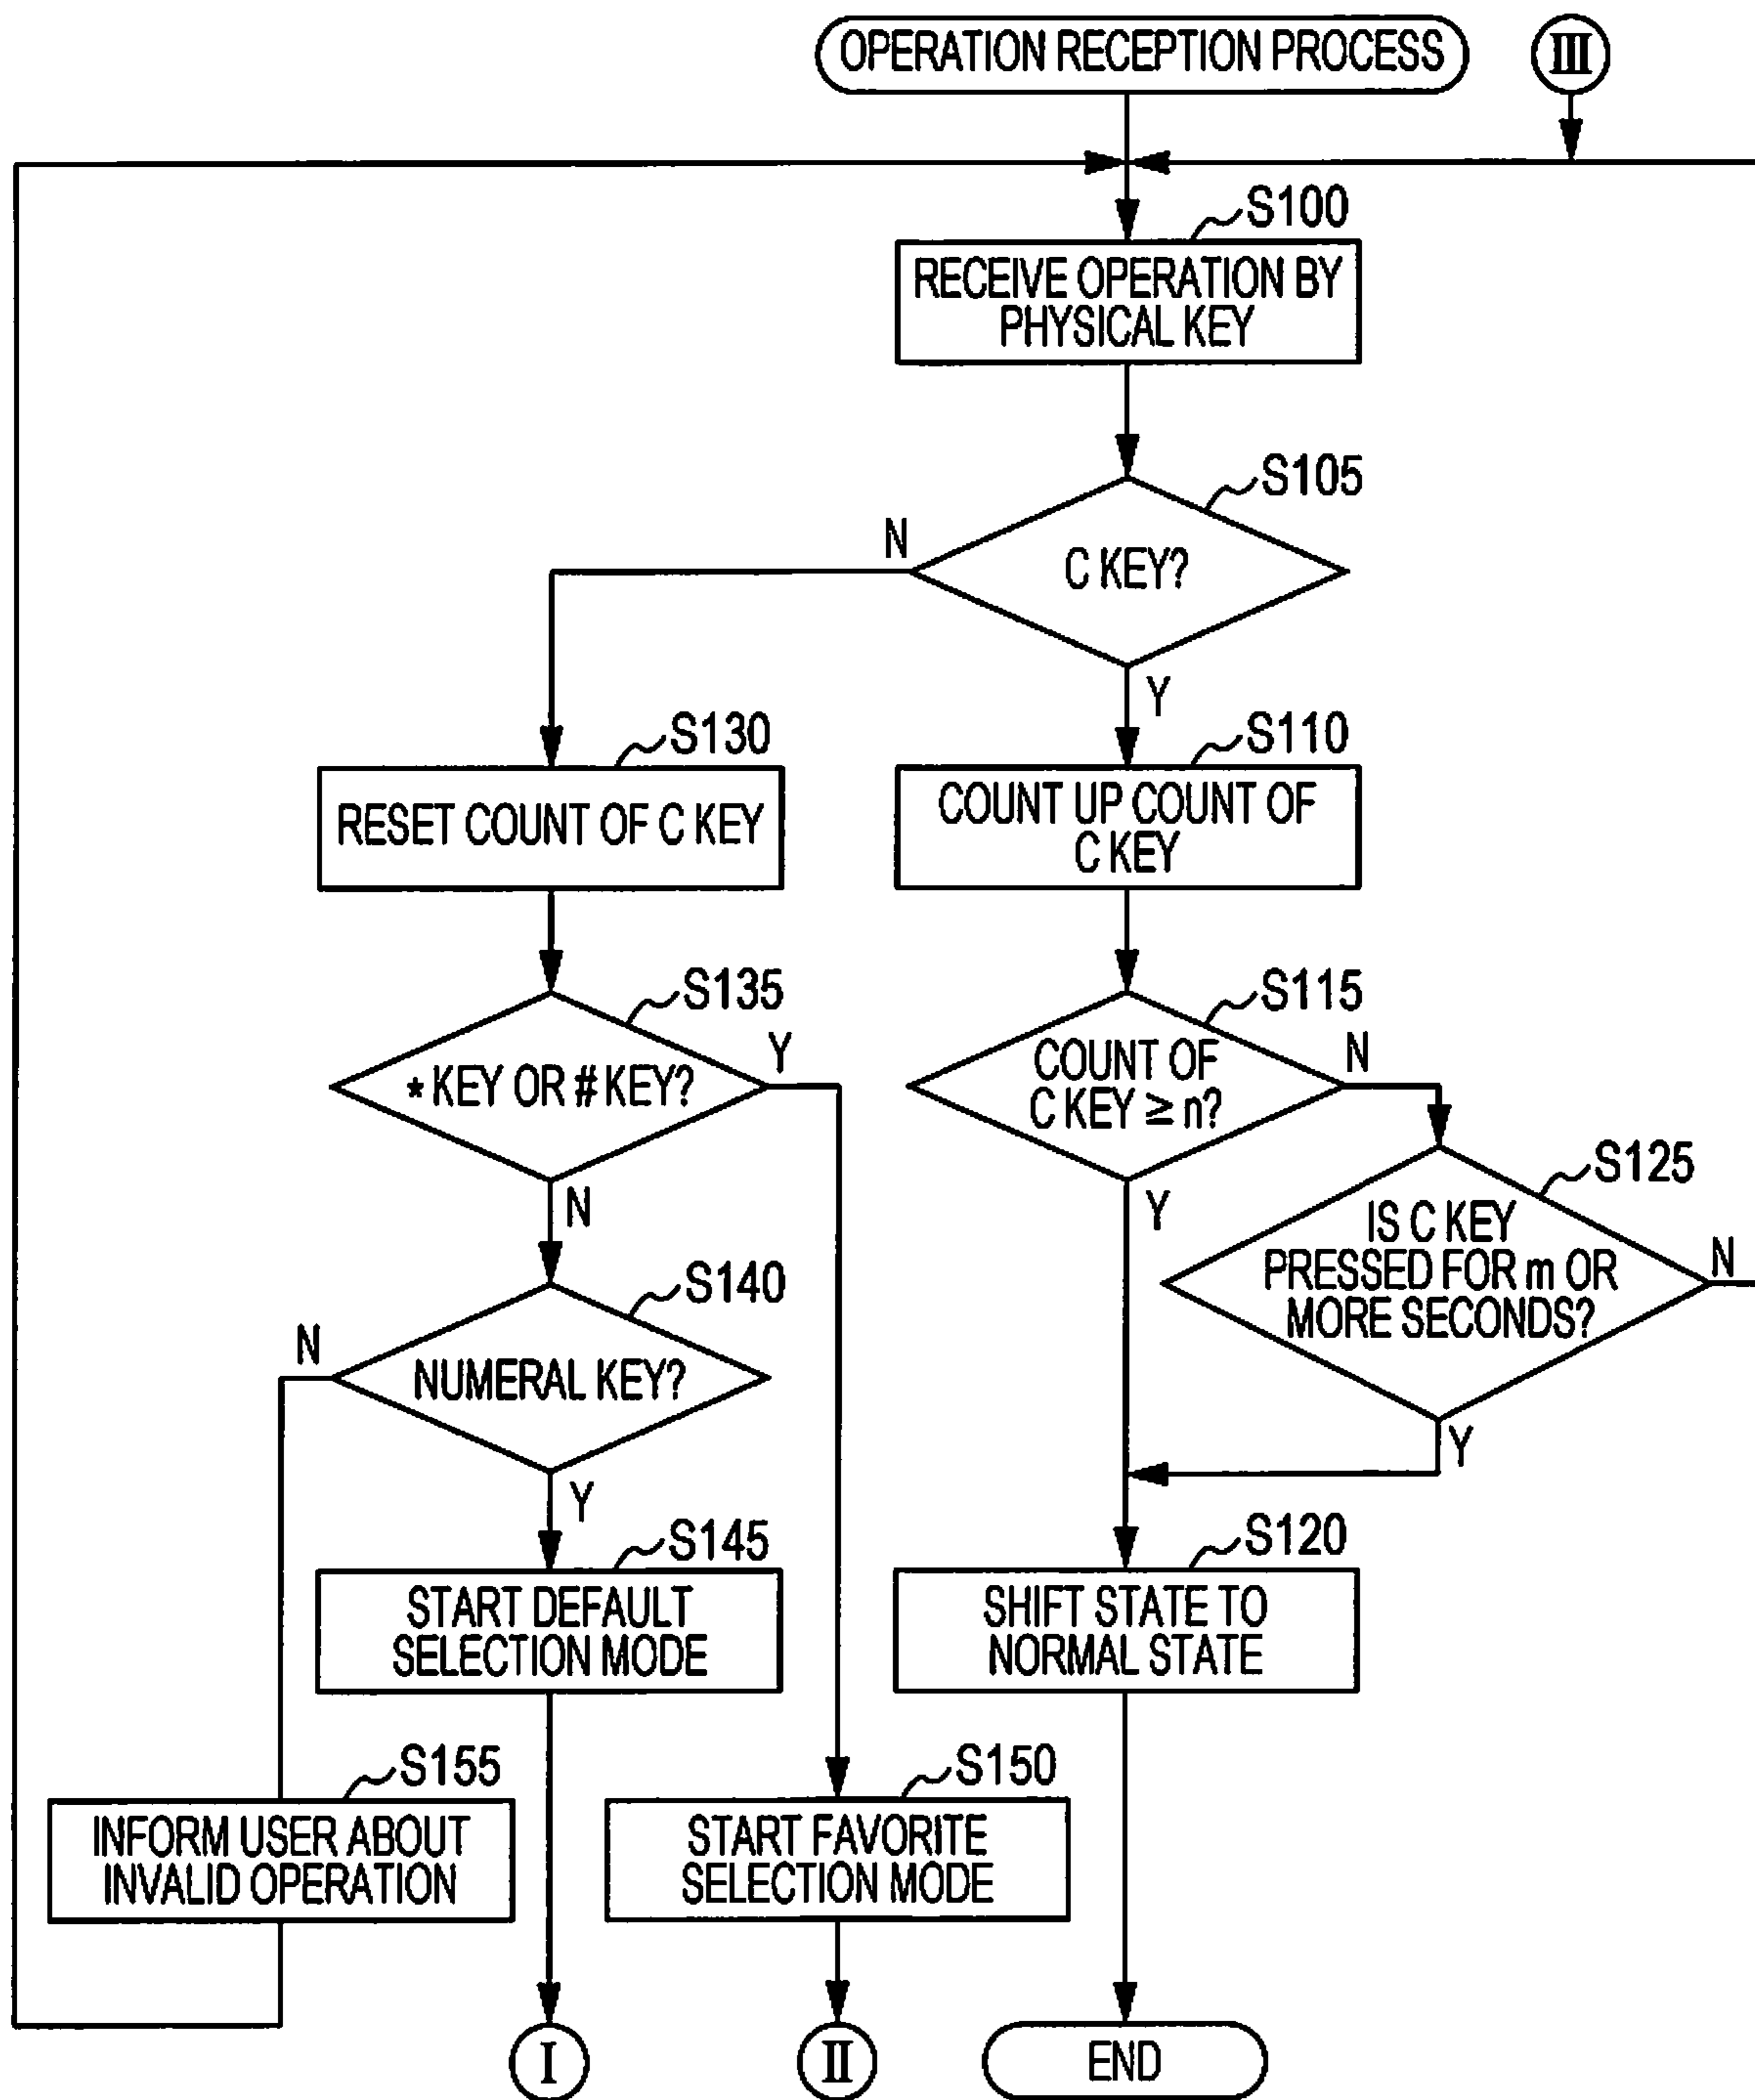 OPERATION RECEPTION PROCESS
III
S100
RECEIVE OPERATION BY
PHYSICAL KEY
S105
C KEY?
N
Y
S130
RESET COUNT OF C KEY
S110
COUNT UP COUNT OF
C KEY
S135
* KEY OR # KEY?
Y
N
S115
COUNT OF
C KEY ≥ n?
N
Y
S125
IS C KEY
PRESSED FOR m OR
MORE SECONDS?
N
Y
S140
NUMERAL KEY?
N
Y
S145
START DEFAULT
SELECTION MODE
S120
SHIFT STATE TO
NORMAL STATE
S155
INFORM USER ABOUT
INVALID OPERATION
S150
START FAVORITE
SELECTION MODE
I
II
END